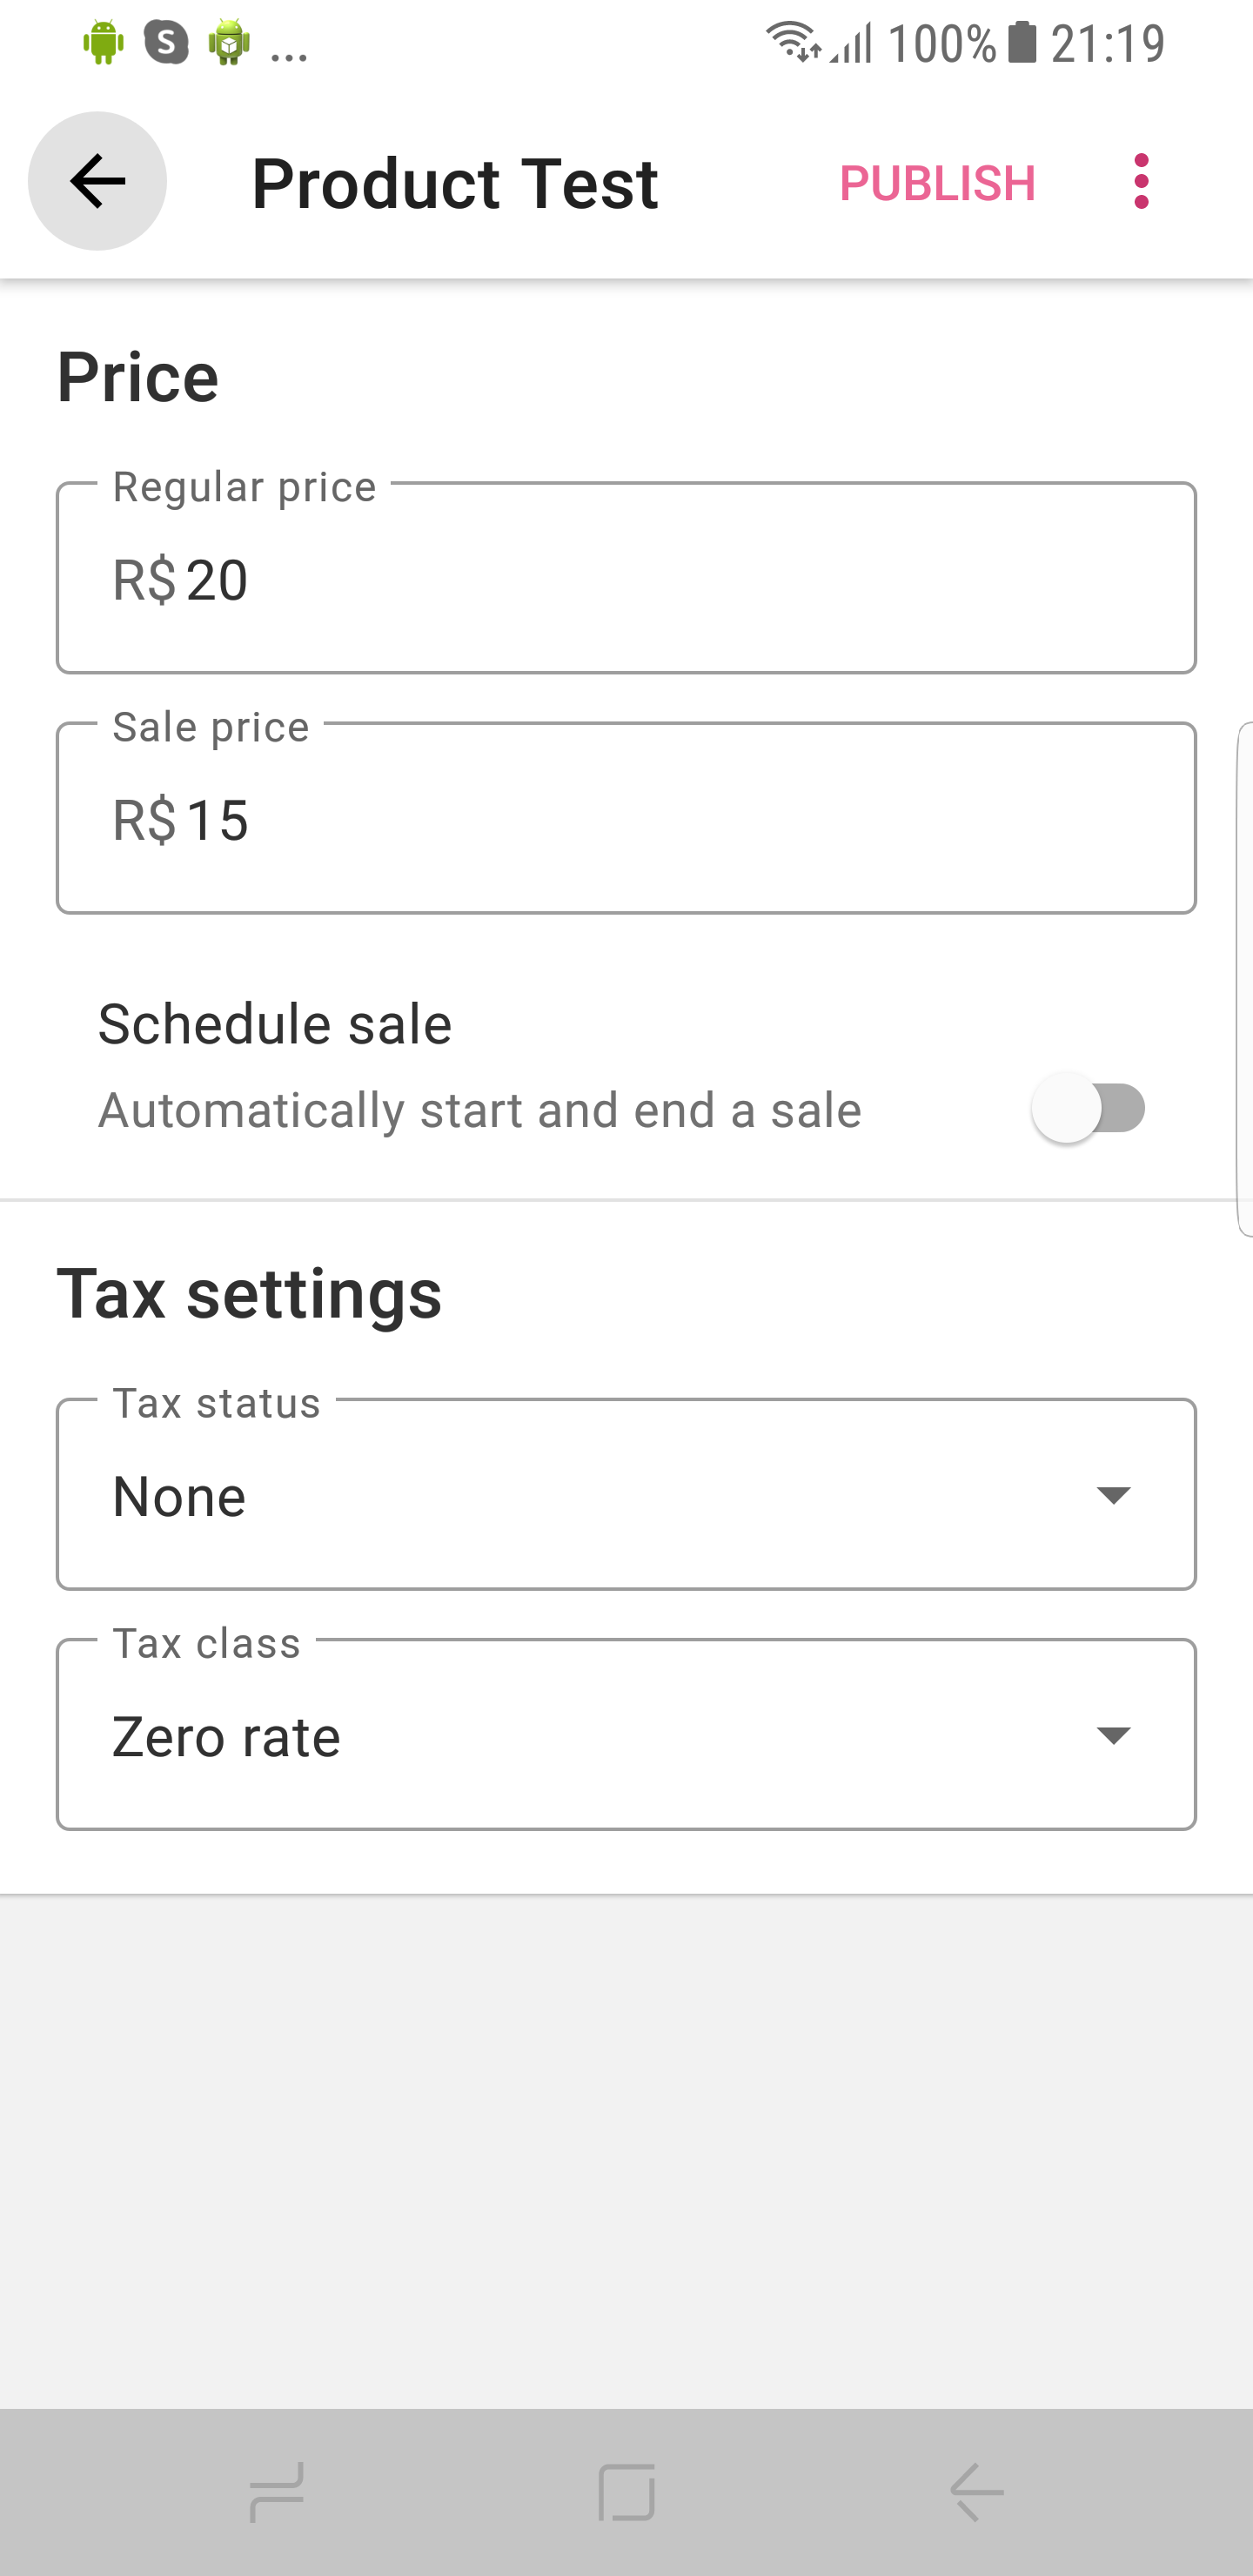 S ... 100% 21:19
Product Test PUBLISH
Price
Regular price
R$ 20
Sale price
R$ 15
Schedule sale
Automatically start and end a sale
Tax settings
Tax status
None
Tax class
Zero rate